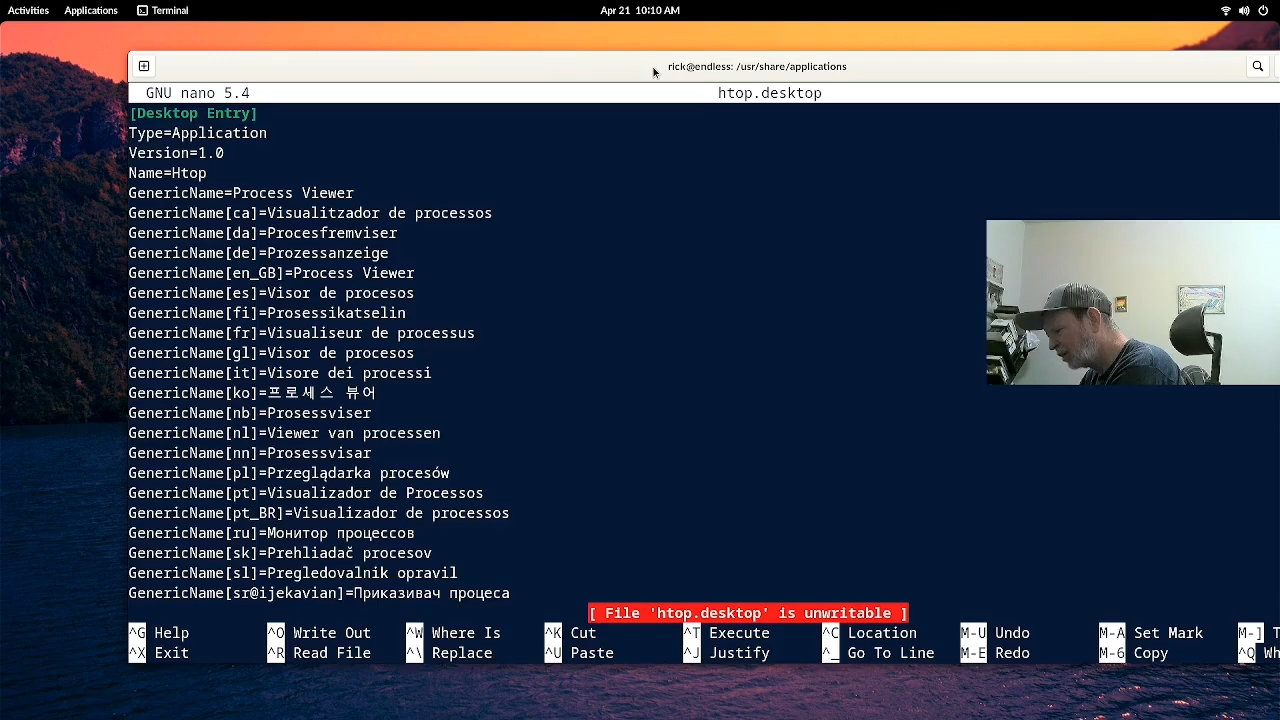 Activities Applications Terminal Apr 21 10:10 AM
rick@endless: /usr/share/applications
GNU nano 5.4 htop.desktop
[Desktop Entry]
Type=Application
Version=1.0
Name=Htop
GenericName=Process Viewer
GenericName[ca]=Visualitzador de processos
GenericName[da]=Procesfremviser
GenericName[de]=Prozessanzeige
GenericName[en_GB]=Process Viewer
GenericName[es]=Visor de procesos
GenericName[fi]=Prosessikatselin
GenericName[fr]=Visualiseur de processus
GenericName[gl]=Visor de procesos
GenericName[it]=Visore dei processi
GenericName[ko]=프로세스 뷰어
GenericName[nb]=Prosessviser
GenericName[nl]=Viewer van processen
GenericName[nn]=Prosessvisar
GenericName[pl]=Przeglądarka procesów
GenericName[pt]=Visualizador de Processos
GenericName[pt_BR]=Visualizador de processos
GenericName[ru]=Монитор процессов
GenericName[sk]=Prehliadač procesov
GenericName[sl]=Pregledovalnik opravil
GenericName[sr@ijekavian]=Приказивач процеса
[ File 'htop.desktop' is unwritable ]
^G Help ^O Write Out ^W Where Is ^K Cut ^T Execute ^C Location M-U Undo M-A Set Mark M-] T
^X Exit ^R Read File ^\ Replace ^U Paste ^J Justify ^_ Go To Line M-E Redo M-6 Copy ^Q Wh